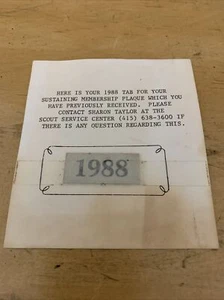 HERE IS YOUR 1988 TAB FOR YOUR
SUSTAINING MEMBERSHIP PLAQUE WHICH YOU
HAVE PREVIOUSLY RECEIVED. PLEASE
CONTACT SHARON TAYLOR AT THE
SCOUT SERVICE CENTER (415) 638-3600 IF
THERE IS ANY QUESTION REGARDING THIS.
1988